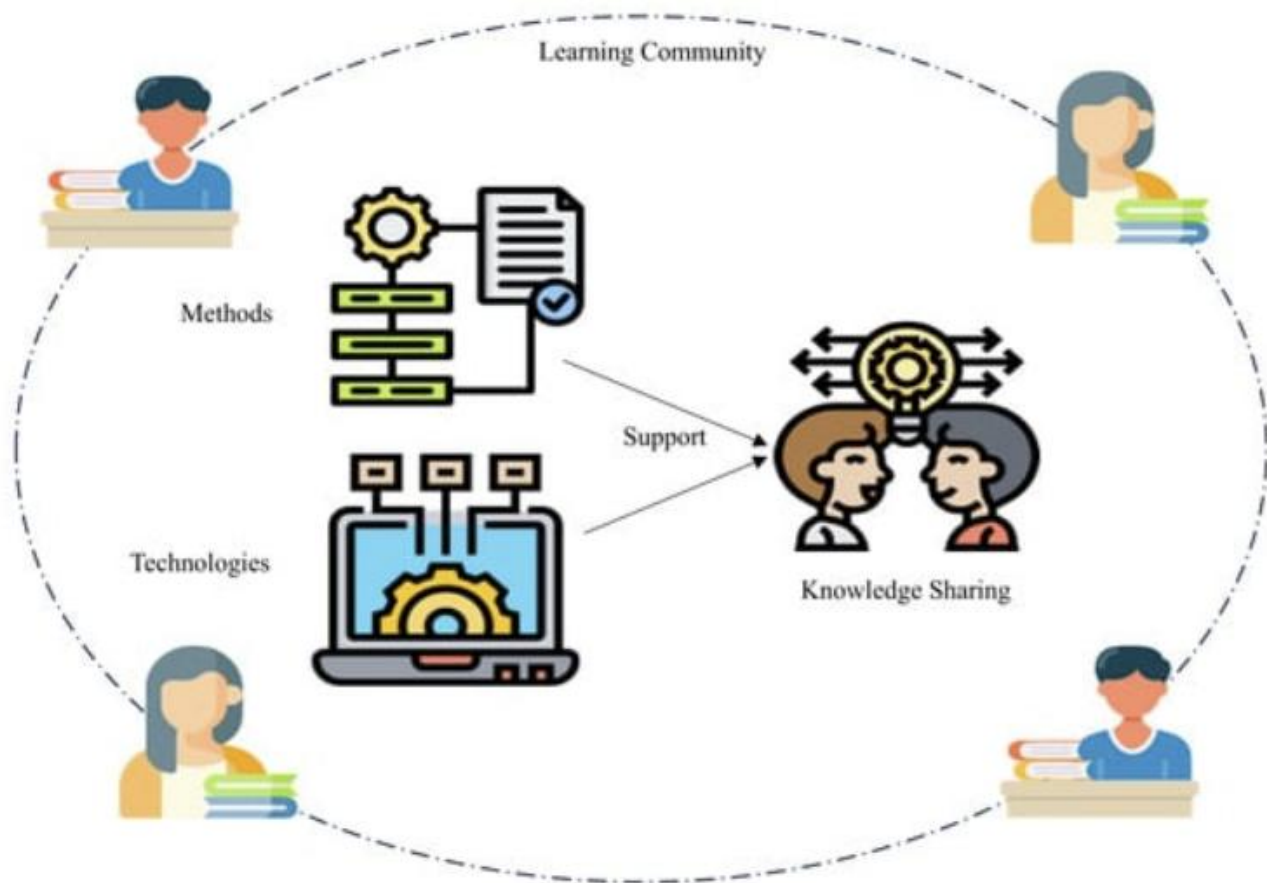 Learning Community
Methods
Support
Technologies
Knowledge Sharing